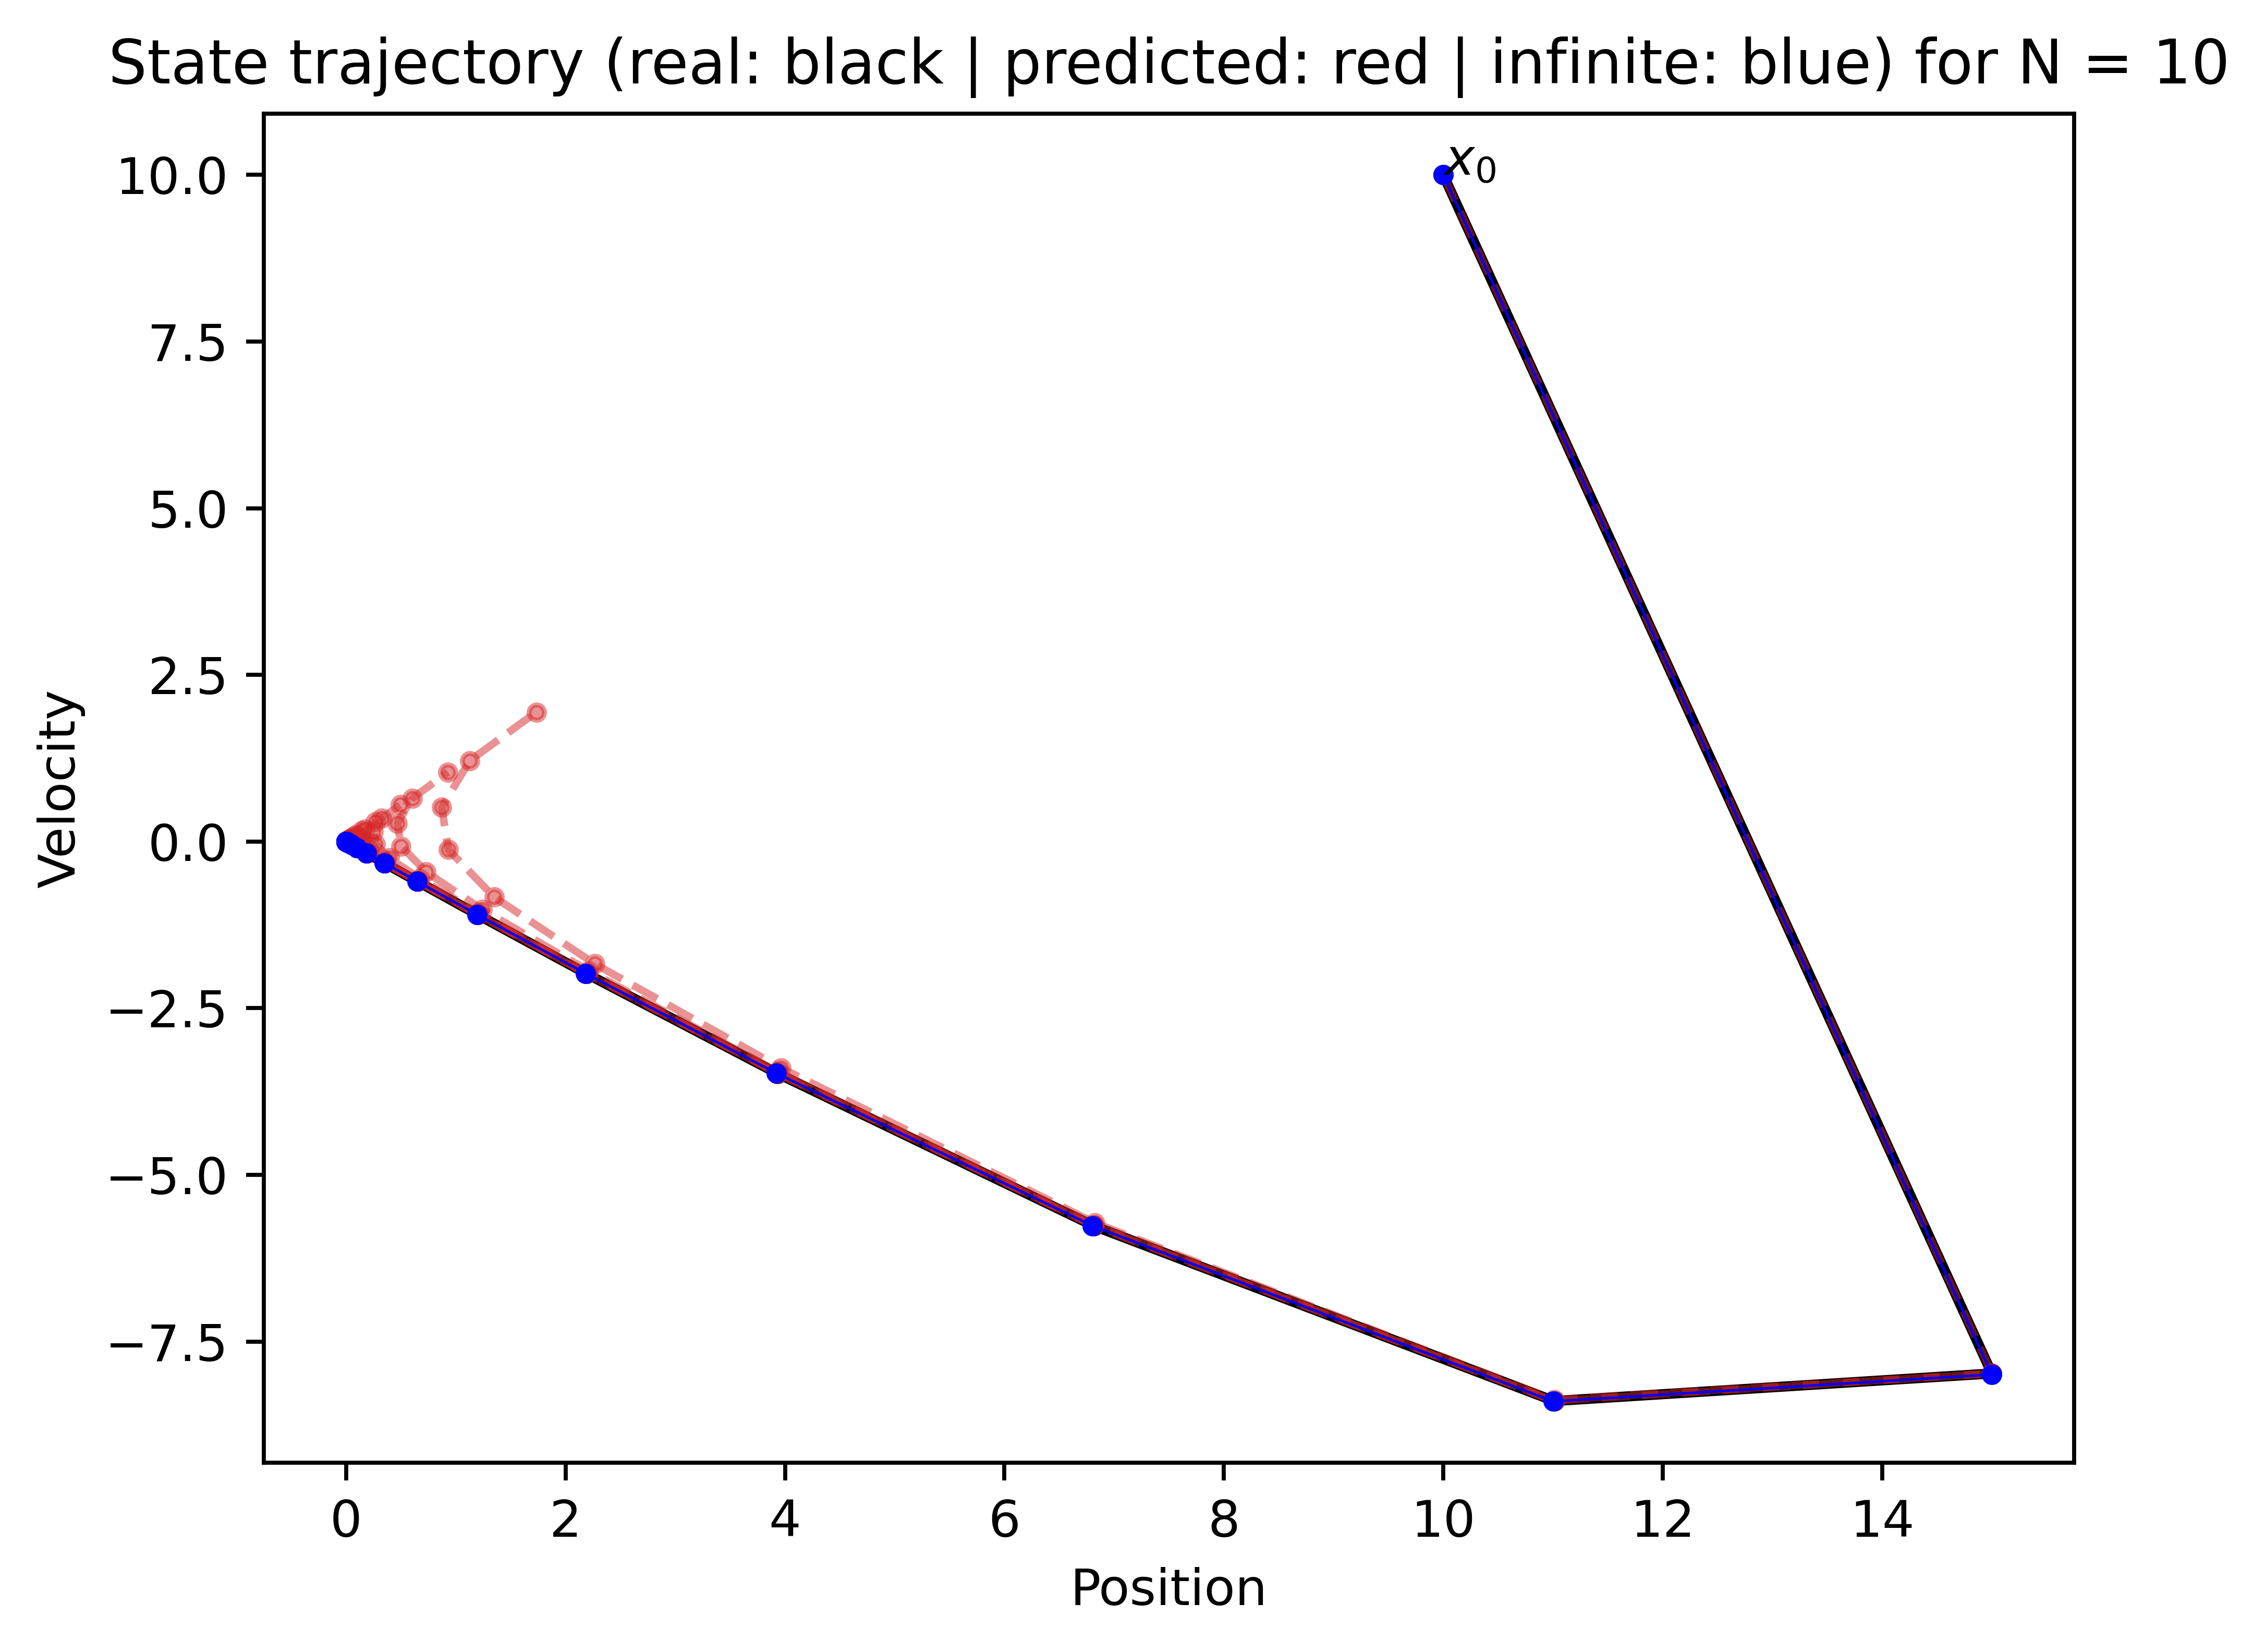 State trajectory (real: black | predicted: red | infinite: blue) for N = 10
x₀
10.0
7.5
5.0
2.5
0.0
−2.5
−5.0
−7.5
Velocity
0 2 4 6 8 10 12 14
Position